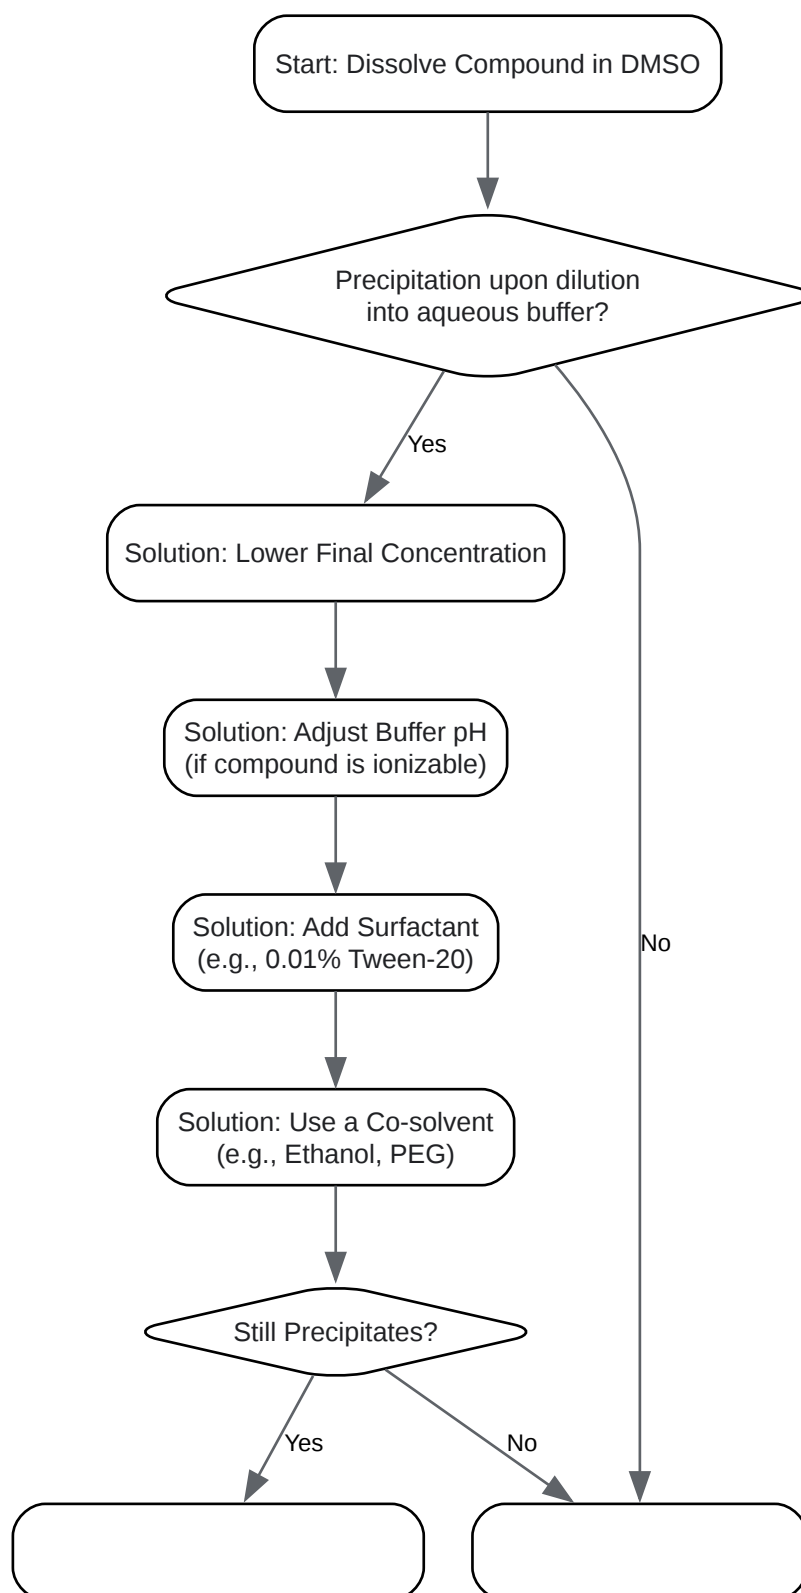 Start: Dissolve Compound in DMSO
Precipitation upon dilution
into aqueous buffer?
Yes
Solution: Lower Final Concentration
Solution: Adjust Buffer pH
(if compound is ionizable)
Solution: Add Surfactant
(e.g., 0.01% Tween-20)
No
Solution: Use a Co-solvent
(e.g., Ethanol, PEG)
Still Precipitates?
Yes
No